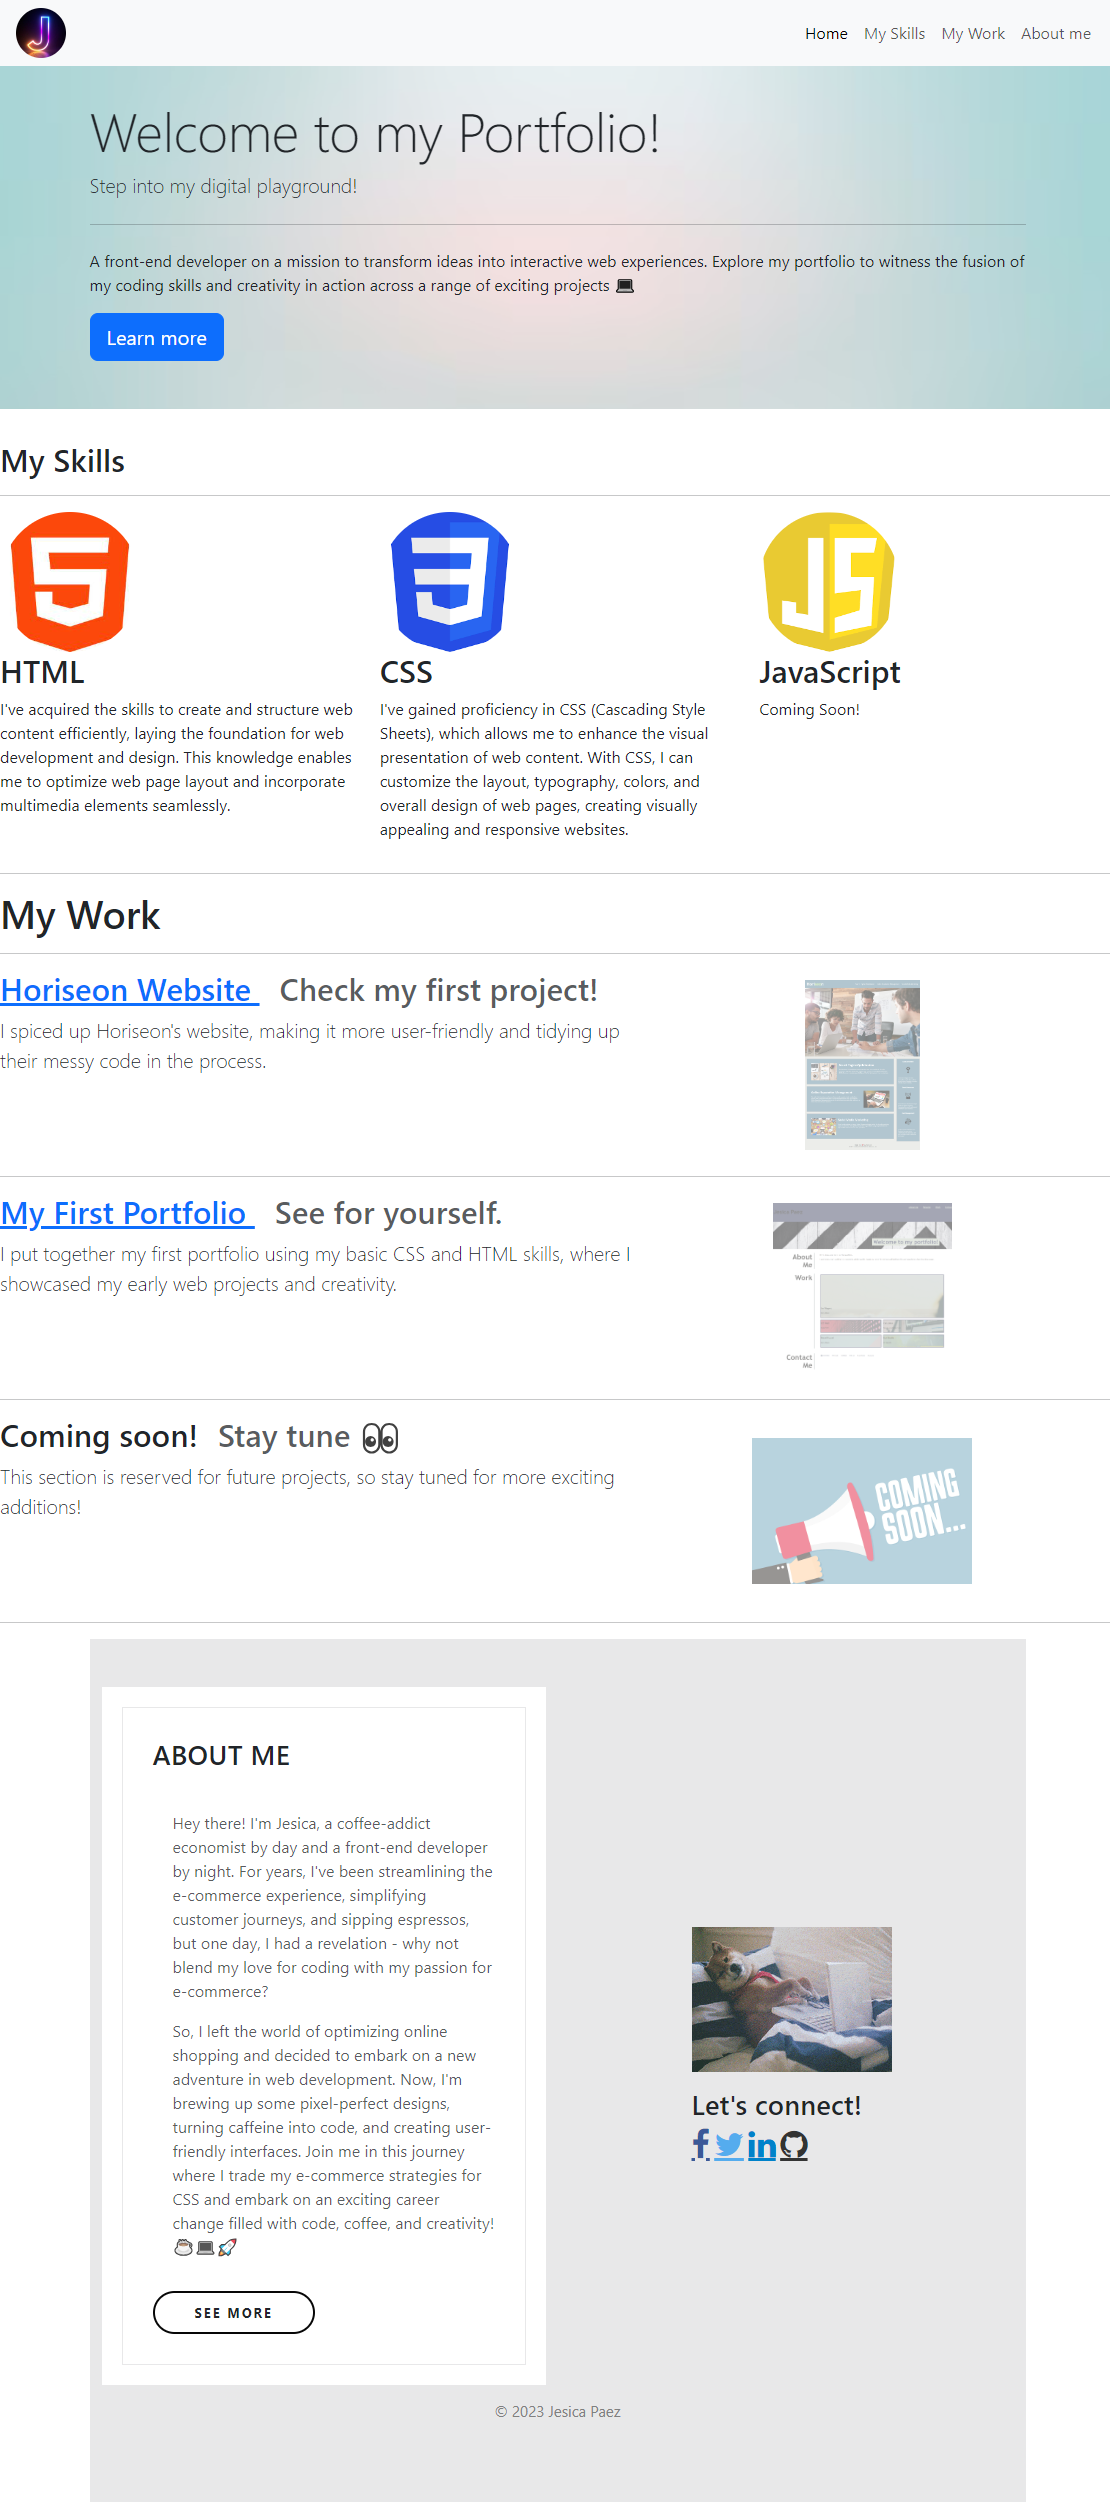 Home My Skills My Work About me
Welcome to my Portfolio!
Step into my digital playground!
A front-end developer on a mission to transform ideas into interactive web experiences. Explore my portfolio to witness the fusion of
my coding skills and creativity in action across a range of exciting projects 💻
Learn more
My Skills
HTML
I've acquired the skills to create and structure web
content efficiently, laying the foundation for web
development and design. This knowledge enables
me to optimize web page layout and incorporate
multimedia elements seamlessly.
CSS
I've gained proficiency in CSS (Cascading Style
Sheets), which allows me to enhance the visual
presentation of web content. With CSS, I can
customize the layout, typography, colors, and
overall design of web pages, creating visually
appealing and responsive websites.
JS
JavaScript
Coming Soon!
My Work
Horiseon Website Check my first project!
I spiced up Horiseon's website, making it more user-friendly and tidying up
their messy code in the process.
My First Portfolio See for yourself.
I put together my first portfolio using my basic CSS and HTML skills, where I
showcased my early web projects and creativity.
Welcome to my portfolio!
About
Me
Work
Contact
Me
Coming soon! Stay tune 👀
This section is reserved for future projects, so stay tuned for more exciting
additions!
COMING
SOON...
ABOUT ME
Hey there! I'm Jesica, a coffee-addict
economist by day and a front-end developer
by night. For years, I've been streamlining the
e-commerce experience, simplifying
customer journeys, and sipping espressos,
but one day, I had a revelation - why not
blend my love for coding with my passion for
e-commerce?
So, I left the world of optimizing online
shopping and decided to embark on a new
adventure in web development. Now, I'm
brewing up some pixel-perfect designs,
turning caffeine into code, and creating user-
friendly interfaces. Join me in this journey
where I trade my e-commerce strategies for
CSS and embark on an exciting career
change filled with code, coffee, and creativity!
☕💻🚀
SEE MORE
Let's connect!
© 2023 Jesica Paez